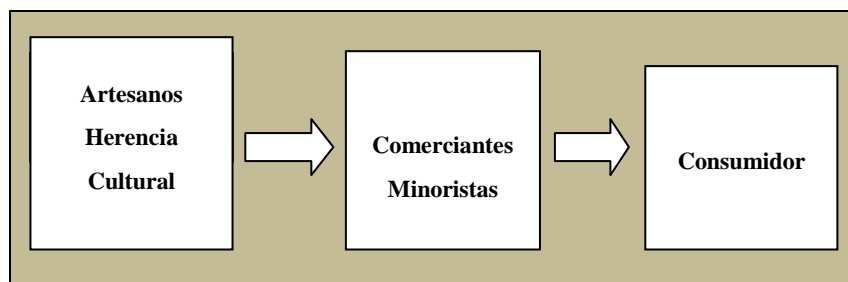 Artesanos
Herencia
Cultural
Comerciantes
Minoristas
Consumidor